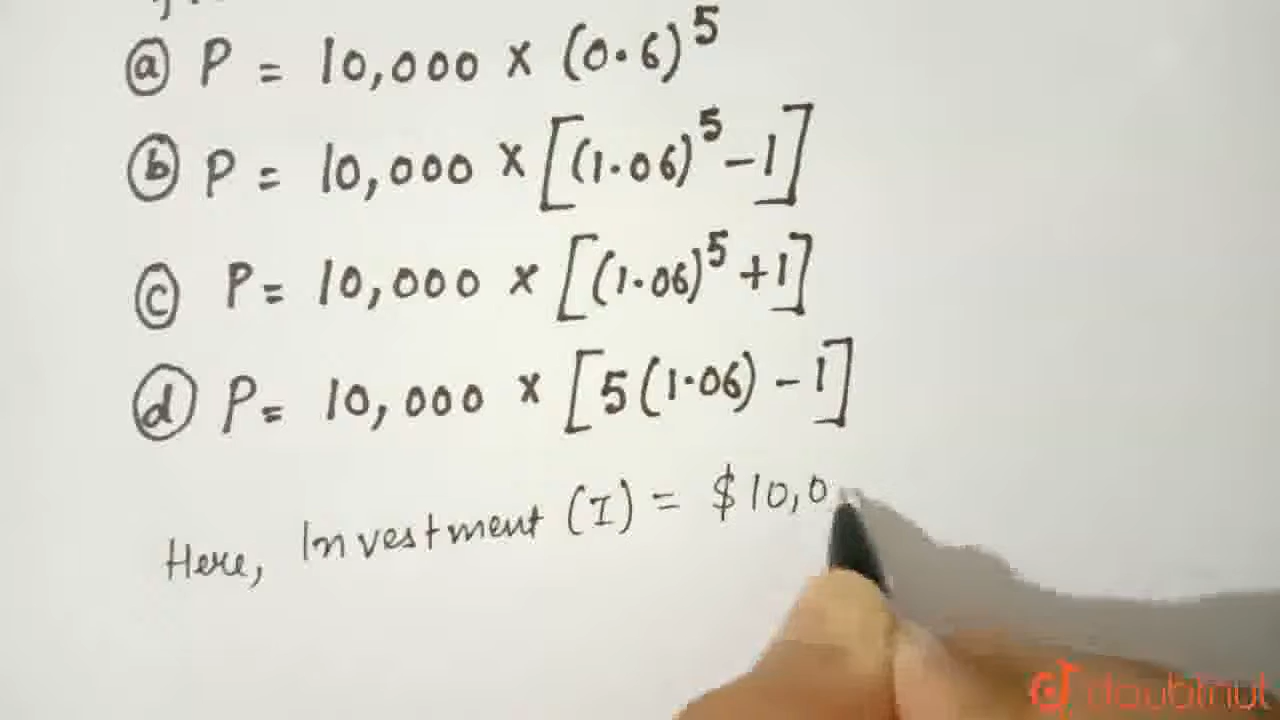 ⓐ P = 10,000 × (0.6)⁵
ⓑ P = 10,000 × [(1.06)⁵ - 1]
ⓒ P = 10,000 × [(1.06)⁵ + 1]
ⓓ P = 10,000 × [5(1.06) - 1]
Here, Investment (I) = $10,0
doubtnut